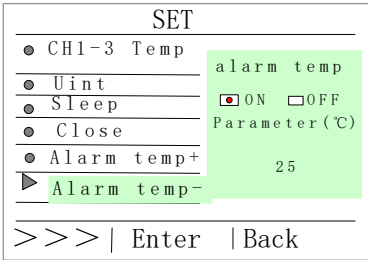 SET
CH1-3 Temp
Uint
Sleep
Close
Alarm temp+
Alarm temp-
alarm temp
ON OFF
Parameter(℃)
25
>>>| Enter |Back